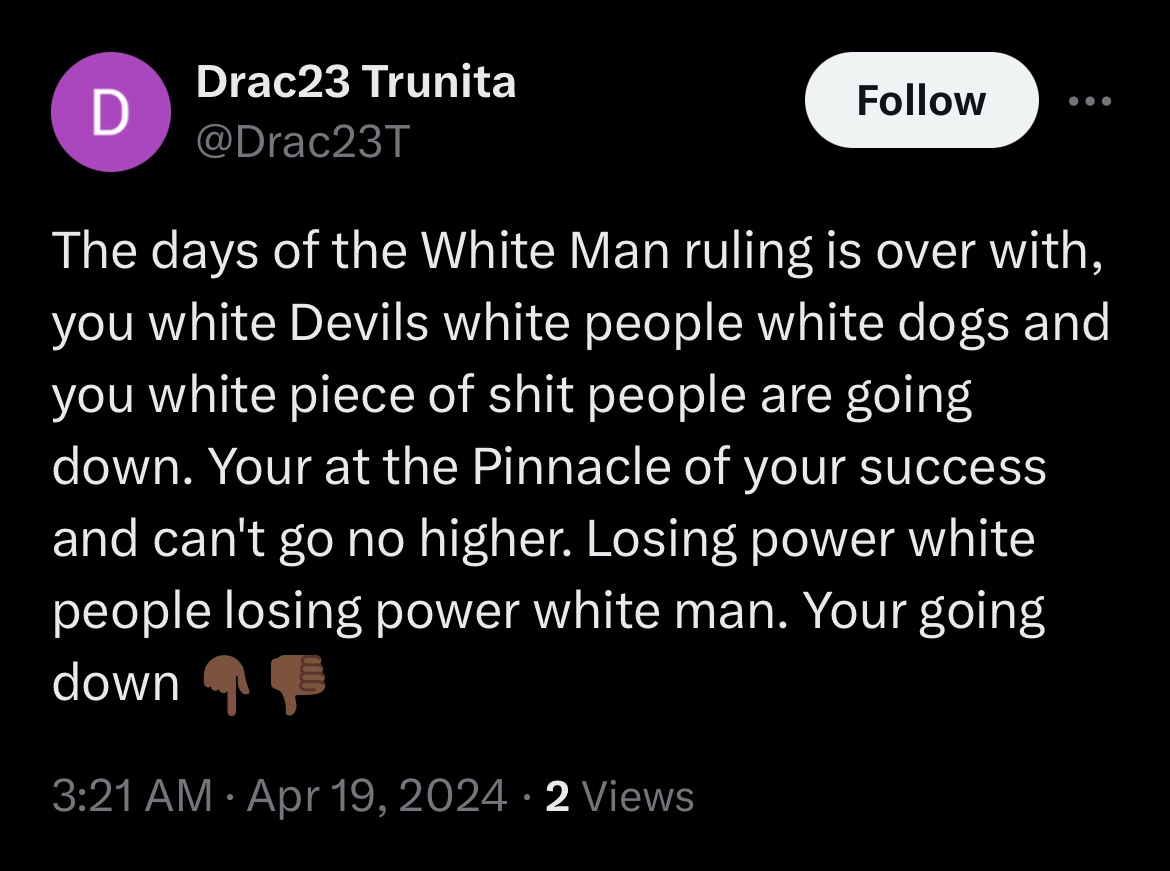 D
Drac23 Trunita
@Drac23T
Follow
The days of the White Man ruling is over with,
you white Devils white people white dogs and
you white piece of shit people are going
down. Your at the Pinnacle of your success
and can't go no higher. Losing power white
people losing power white man. Your going
down 👇🏾 👎🏾
3:21 AM · Apr 19, 2024 · 2 Views